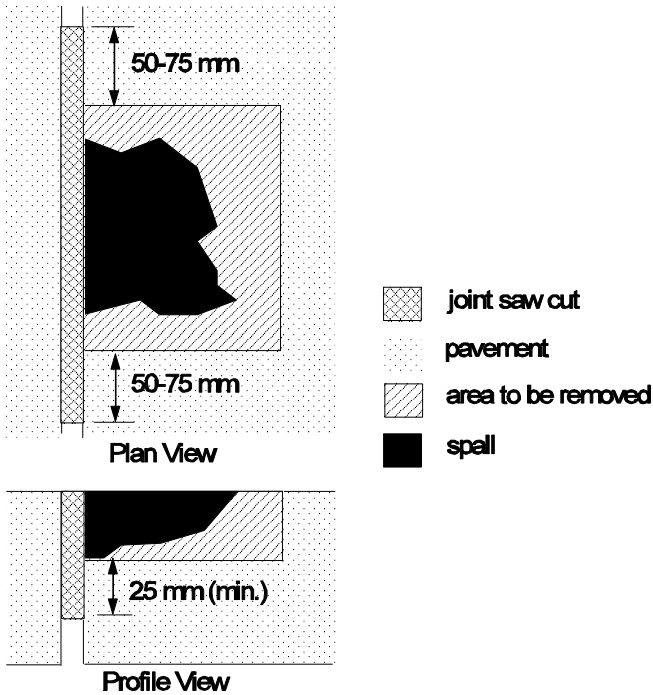 50-75 mm
joint saw cut
pavement
50-75 mm
area to be removed
spall
Plan View
25 mm (min.)
Profile View